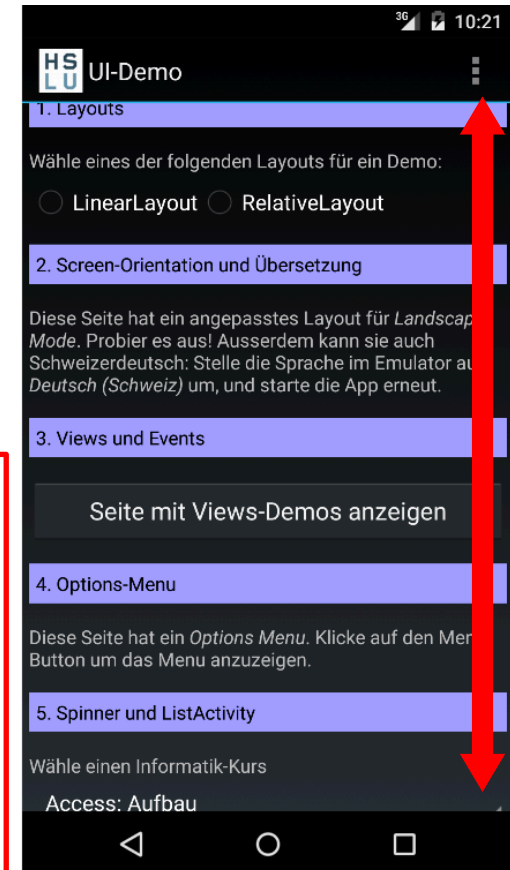 3G 10:21
HS
LU UI-Demo
1. Layouts
Wähle eines der folgenden Layouts für ein Demo:
LinearLayout RelativeLayout
2. Screen-Orientation und Übersetzung
Diese Seite hat ein angepasstes Layout für Landscap
Mode. Probier es aus! Ausserdem kann sie auch
Schweizerdeutsch: Stelle die Sprache im Emulator au
Deutsch (Schweiz) um, und starte die App erneut.
3. Views und Events
Seite mit Views-Demos anzeigen
4. Options-Menu
Diese Seite hat ein Options Menu. Klicke auf den Men
Button um das Menu anzuzeigen.
5. Spinner und ListActivity
Wähle einen Informatik-Kurs
Access: Aufbau